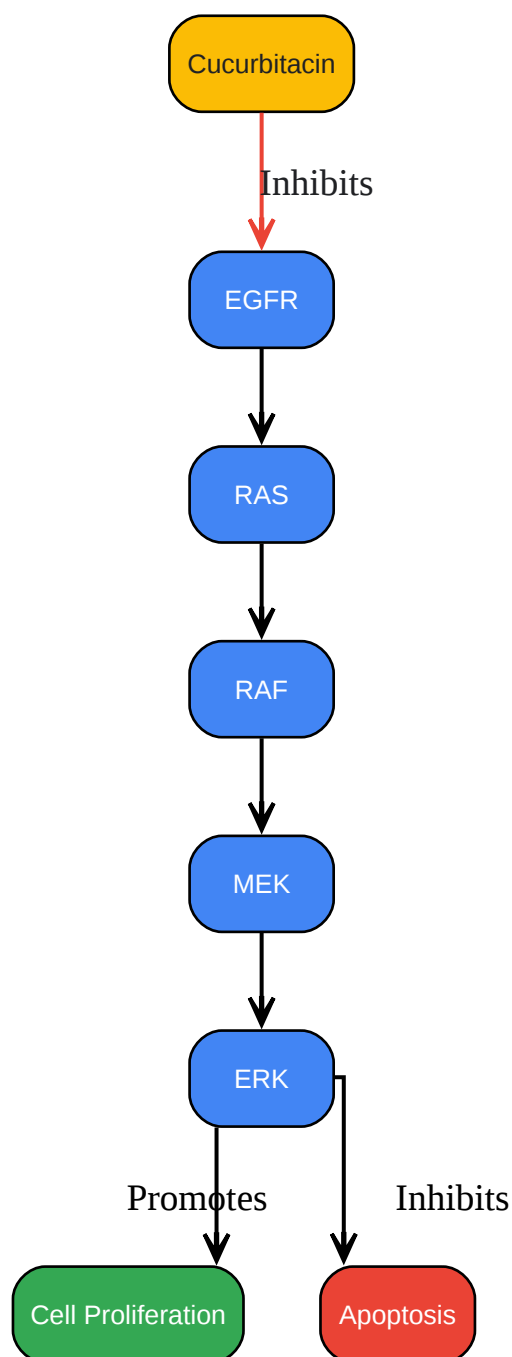 Cucurbitacin
Inhibits
EGFR
RAS
RAF
MEK
ERK
Promotes
Inhibits
Cell Proliferation
Apoptosis